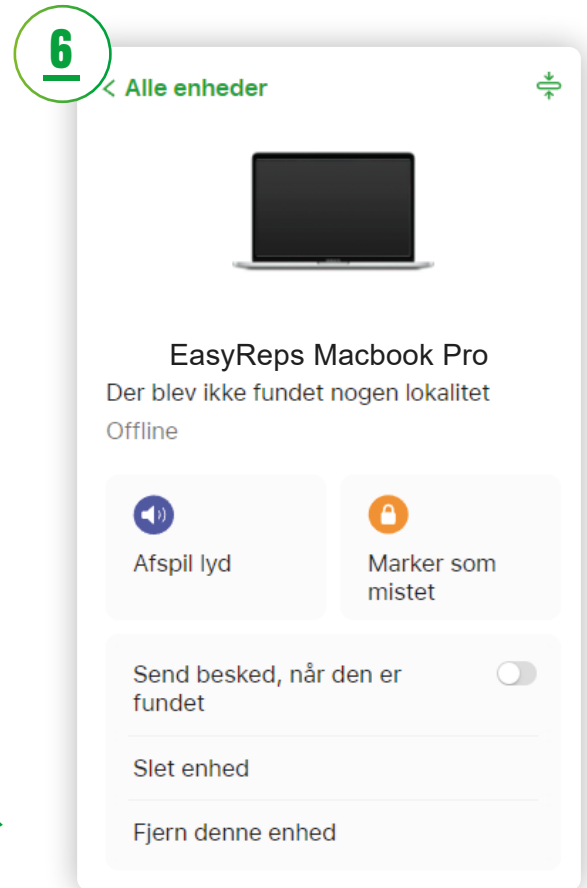 6
< Alle enheder
EasyReps Macbook Pro
Der blev ikke fundet nogen lokalitet
Offline
Afspil lyd
Marker som
mistet
Send besked, når den er
fundet
Slet enhed
Fjern denne enhed